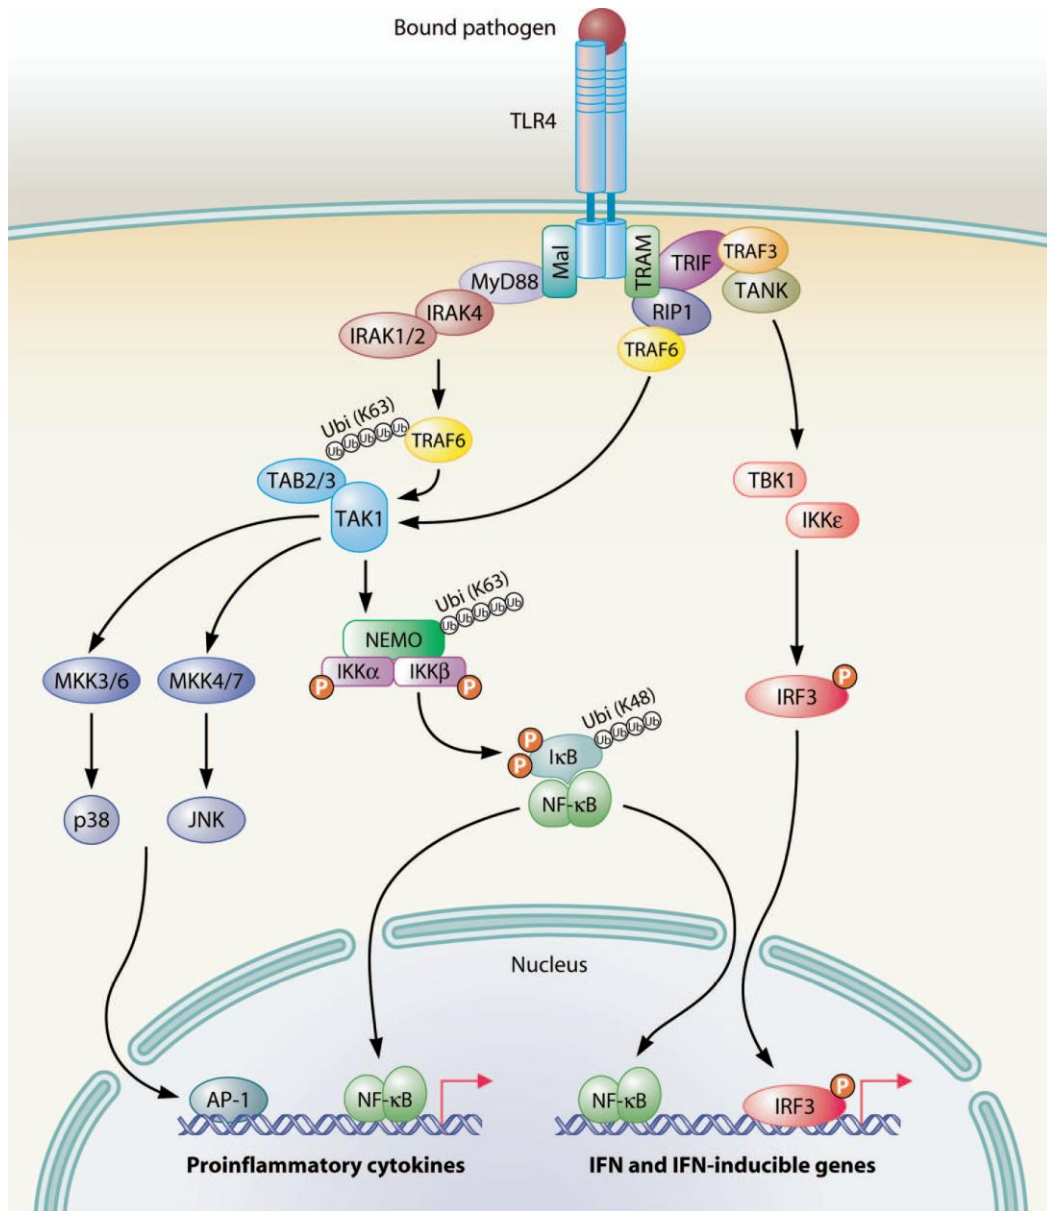 Bound pathogen
TLR4
Mal
TRAM
TRIF
TRAF3
MyD88
TANK
IRAK4
RIP1
IRAK1/2
TRAF6
Ubi (K63)
Ub Ub Ub Ub Ub
TRAF6
TAB2/3
TAK1
TBK1
IKKε
Ubi (K63)
Ub Ub Ub Ub Ub
NEMO
IKKα
IKKβ
P
P
MKK3/6
MKK4/7
IRF3
P
Ubi (K48)
Ub Ub Ub Ub
P
P
IκB
NF-κB
p38
JNK
Nucleus
AP-1
NF-κB
NF-κB
IRF3
P
Proinflammatory cytokines
IFN and IFN-inducible genes